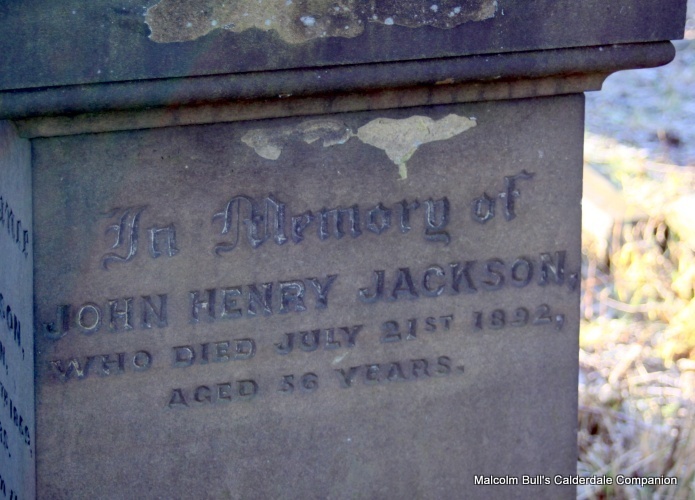 In Memory of
JOHN HENRY JACKSON,
WHO DIED JULY 21ST 1892,
AGED 56 YEARS.
Malcolm Bull's Calderdale Companion